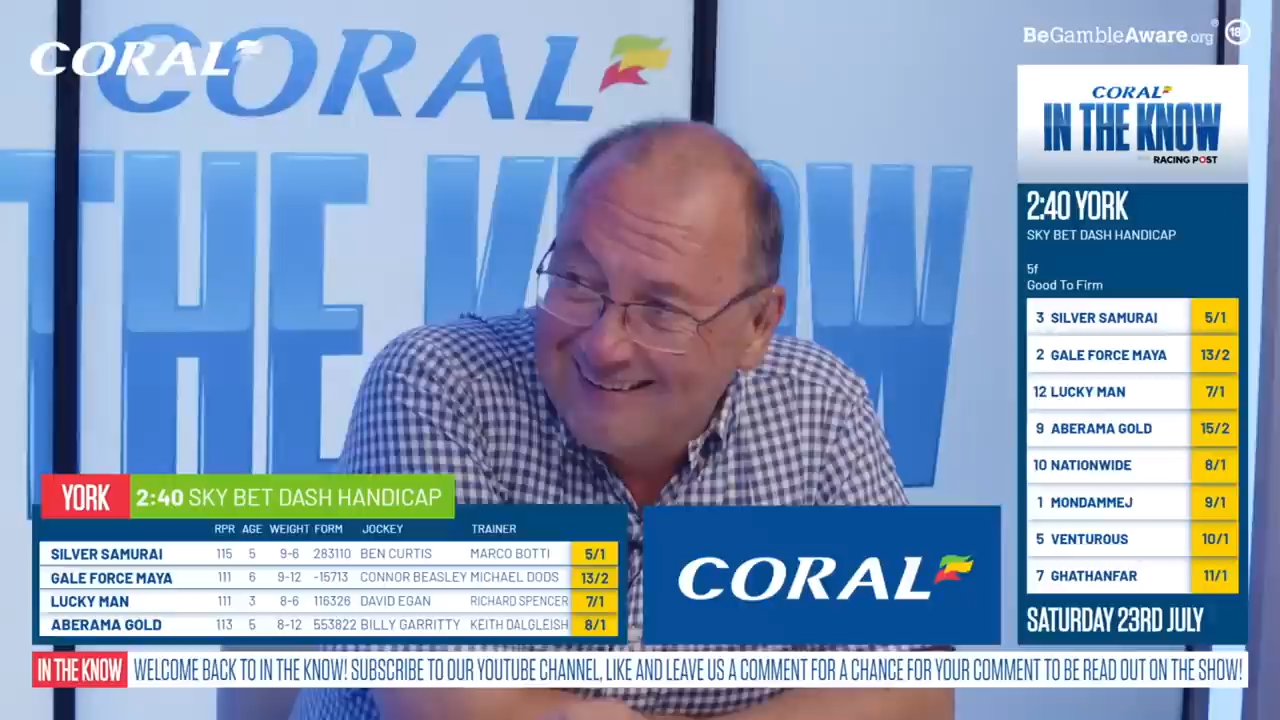 CORAL
CORAL
THE KNOW
BeGambleAware.org® 18
CORAL
IN THE KNOW
WITH RACING POST
2:40 YORK
SKY BET DASH HANDICAP
5f
Good To Firm
3 SILVER SAMURAI 5/1
2 GALE FORCE MAYA 13/2
12 LUCKY MAN 7/1
9 ABERAMA GOLD 15/2
10 NATIONWIDE 8/1
1 MONDAMMEJ 9/1
5 VENTUROUS 10/1
7 GHATHANFAR 11/1
SATURDAY 23RD JULY
YORK 2:40 SKY BET DASH HANDICAP
RPR AGE WEIGHT FORM JOCKEY TRAINER
SILVER SAMURAI 115 5 9-6 283110 BEN CURTIS MARCO BOTTI 5/1
GALE FORCE MAYA 111 6 9-12 -15713 CONNOR BEASLEY MICHAEL DODS 13/2
LUCKY MAN 111 3 8-6 116326 DAVID EGAN RICHARD SPENCER 7/1
ABERAMA GOLD 113 5 8-12 553822 BILLY GARRITTY KEITH DALGLEISH 8/1
CORAL
IN THE KNOW WELCOME BACK TO IN THE KNOW! SUBSCRIBE TO OUR YOUTUBE CHANNEL, LIKE AND LEAVE US A COMMENT FOR A CHANCE FOR YOUR COMMENT TO BE READ OUT ON THE SHOW!